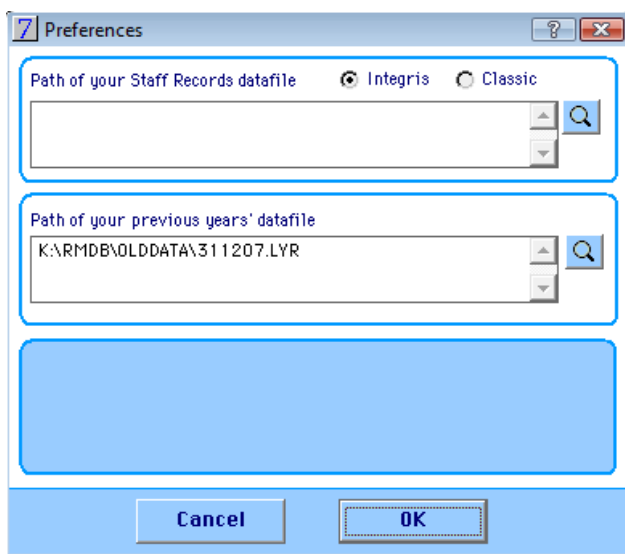 7 Preferences ?
Path of your Staff Records datafile Integris Classic
Path of your previous years' datafile
K:\RMDB\OLDDATA\311207.LYR
Cancel OK